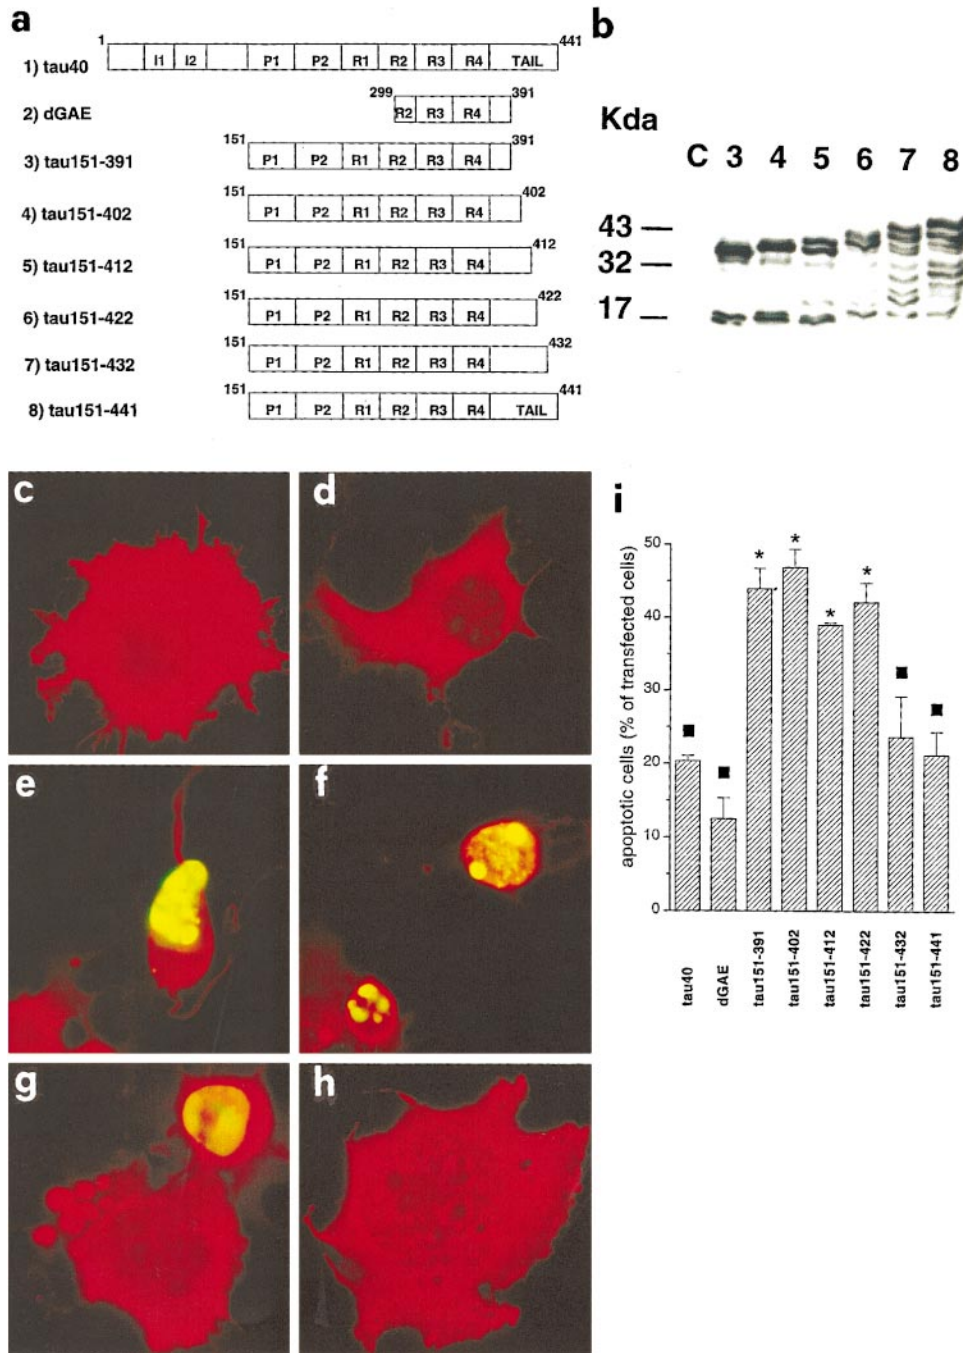 a
1 441
1) tau40 I1 I2 P1 P2 R1 R2 R3 R4 TAIL
299 391
2) dGAE R2 R3 R4
151 391
3) tau151-391 P1 P2 R1 R2 R3 R4
151 402
4) tau151-402 P1 P2 R1 R2 R3 R4
151 412
5) tau151-412 P1 P2 R1 R2 R3 R4
151 422
6) tau151-422 P1 P2 R1 R2 R3 R4
151 432
7) tau151-432 P1 P2 R1 R2 R3 R4
151 441
8) tau151-441 P1 P2 R1 R2 R3 R4 TAIL
b
Kda
C 3 4 5 6 7 8
43
32
17
c
d
e
f
g
h
i
apoptotic cells (% of transfected cells)
50
40
30
20
10
0
* * * *
tau40
dGAE
tau151-391
tau151-402
tau151-412
tau151-422
tau151-432
tau151-441